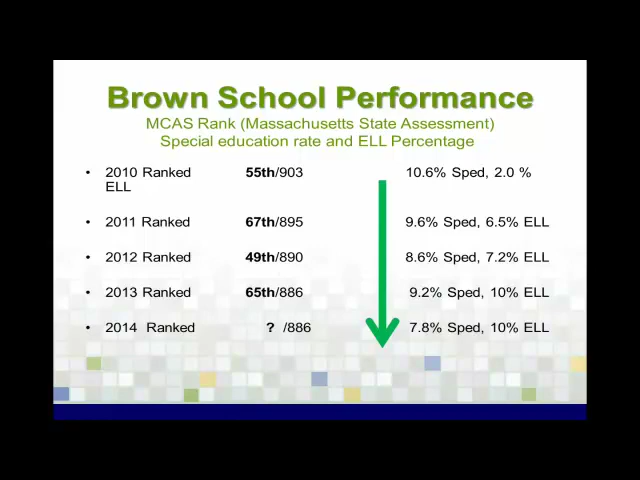 Brown School Performance
MCAS Rank (Massachusetts State Assessment)
Special education rate and ELL Percentage
• 2010 Ranked 55th/903 10.6% Sped, 2.0 %
ELL
• 2011 Ranked 67th/895 9.6% Sped, 6.5% ELL
• 2012 Ranked 49th/890 8.6% Sped, 7.2% ELL
• 2013 Ranked 65th/886 9.2% Sped, 10% ELL
• 2014 Ranked ? /886 7.8% Sped, 10% ELL